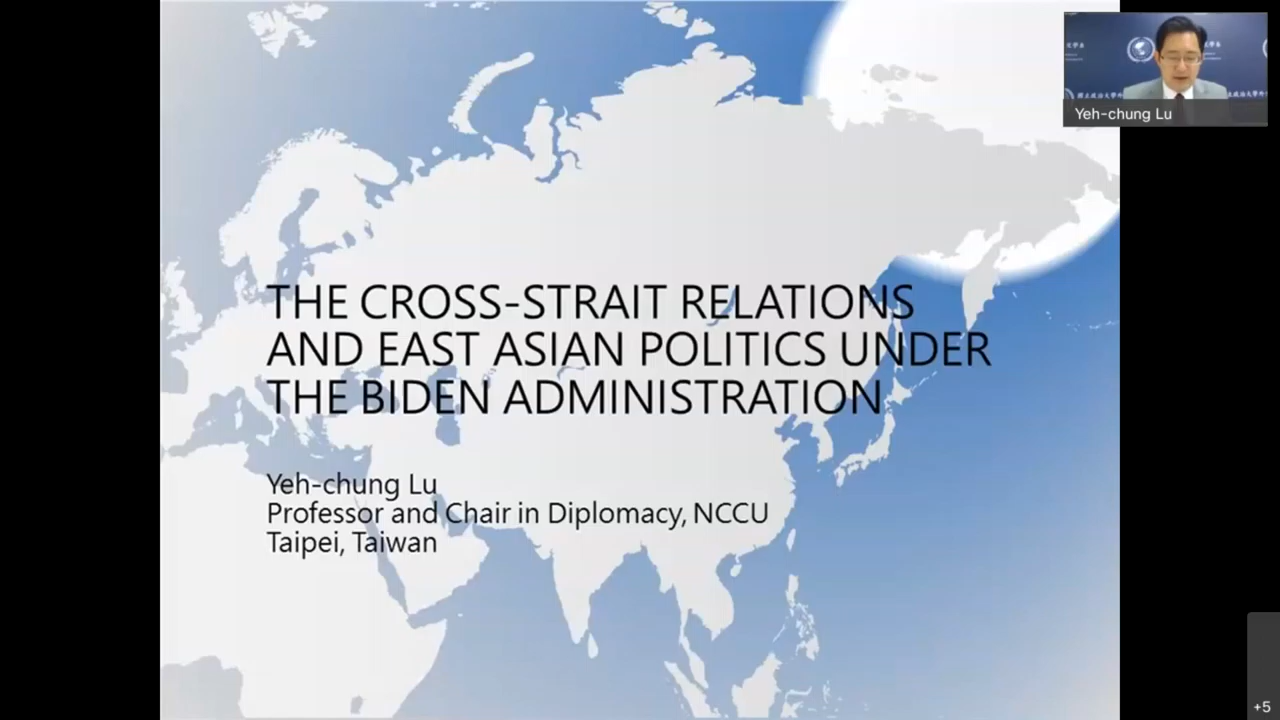 THE CROSS-STRAIT RELATIONS
AND EAST ASIAN POLITICS UNDER
THE BIDEN ADMINISTRATION
Yeh-chung Lu
Professor and Chair in Diplomacy, NCCU
Taipei, Taiwan
Yeh-chung Lu
+5